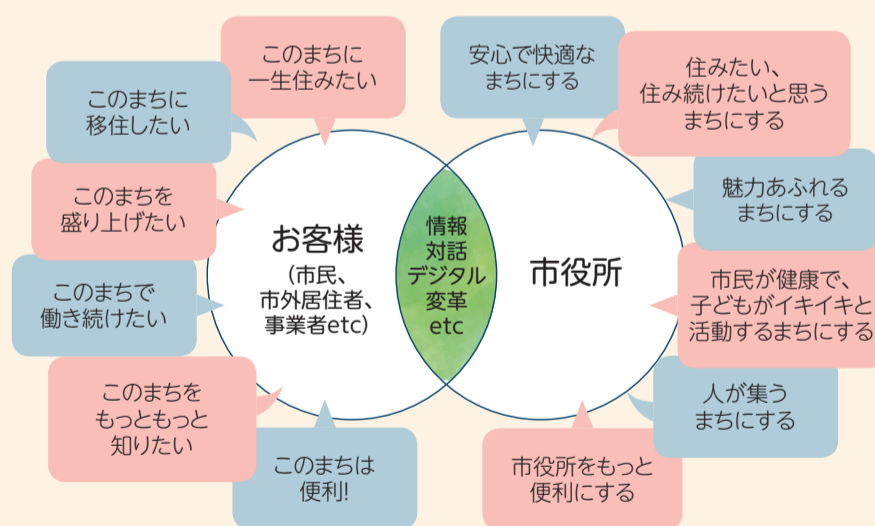 このまちに
一生住みたい
このまちに
移住したい
このまちを
盛り上げたい
このまちで
働き続けたい
このまちを
もっともっと
知りたい
このまちは
便利!
お客様
(市民、
市外居住者、
事業者etc)
情報
対話
デジタル
変革
etc
市役所
安心で快適な
まちにする
住みたい、
住み続けたいと思う
まちにする
魅力あふれる
まちにする
市民が健康で、
子どもがイキイキと
活動するまちにする
人が集う
まちにする
市役所をもっと
便利にする